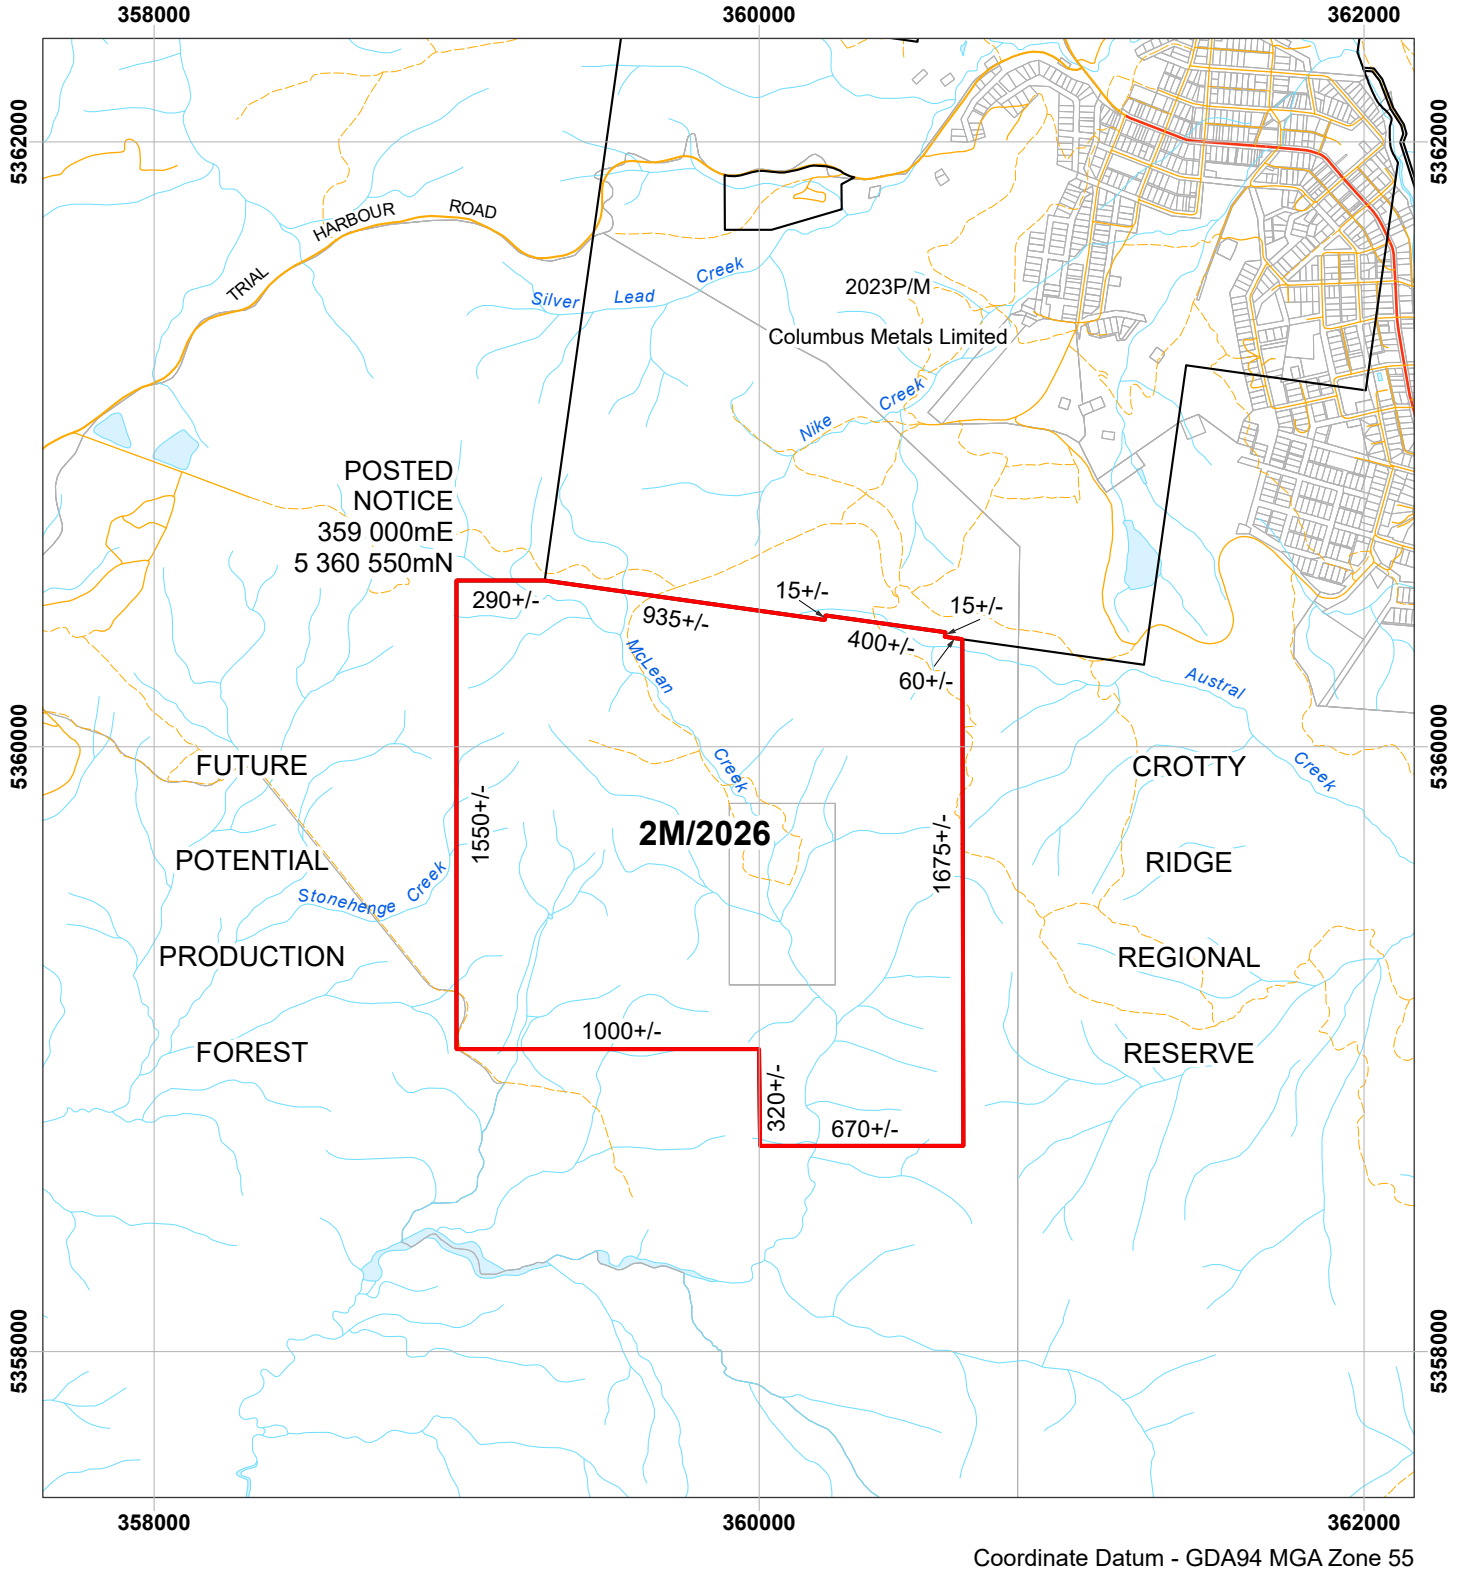 358000
360000
362000
5362000
5362000
TRIAL
HARBOUR
ROAD
Silver
Lead
Creek
2023P/M
Columbus Metals Limited
Nike
Creek
POSTED
NOTICE
359 000mE
5 360 550mN
290+/-
935+/-
15+/-
400+/-
15+/-
60+/-
McLean
Creek
Austral
Creek
5360000
5360000
FUTURE
POTENTIAL
PRODUCTION
FOREST
Stonehenge
Creek
1550+/-
2M/2026
1675+/-
CROTTY
RIDGE
REGIONAL
RESERVE
1000+/-
320+/-
670+/-
5358000
5358000
358000
360000
362000
Coordinate Datum - GDA94 MGA Zone 55